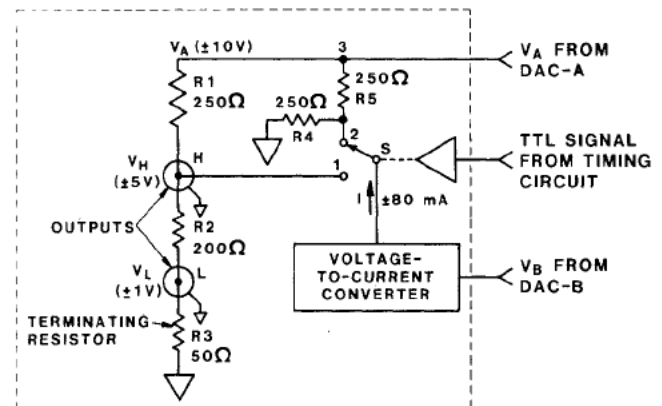 VA (±10V)
3
VA FROM
DAC-A
R1
250Ω
250Ω
R5
250Ω
R4
2
S
TTL SIGNAL
FROM TIMING
CIRCUIT
VH
(±5V)
H
1
I
±80 mA
OUTPUTS
R2
200Ω
VOLTAGE-
TO-CURRENT
CONVERTER
VB FROM
DAC-B
VL
(±1V)
L
TERMINATING
RESISTOR
R3
50Ω